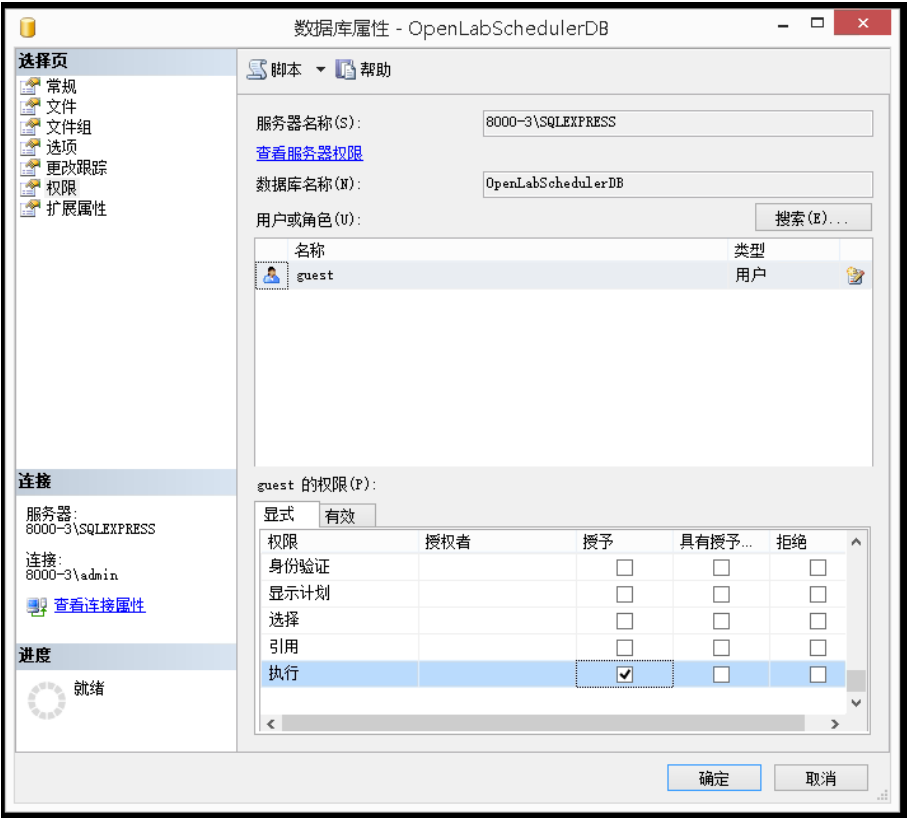 数据库属性 - OpenLabSchedulerDB
选择页
常规
文件
文件组
选项
更改跟踪
权限
扩展属性
脚本 帮助
服务器名称(S): 8000-3\SQLEXPRESS
查看服务器权限
数据库名称(N): OpenLabSchedulerDB
用户或角色(U): 搜索(E)...
名称 类型
guest 用户
连接
服务器:
8000-3\SQLEXPRESS
连接:
8000-3\admin
查看连接属性
进度
就绪
guest 的权限(P):
显式 有效
权限 授权者 授予 具有授予... 拒绝
身份验证
显示计划
选择
引用
执行
确定 取消